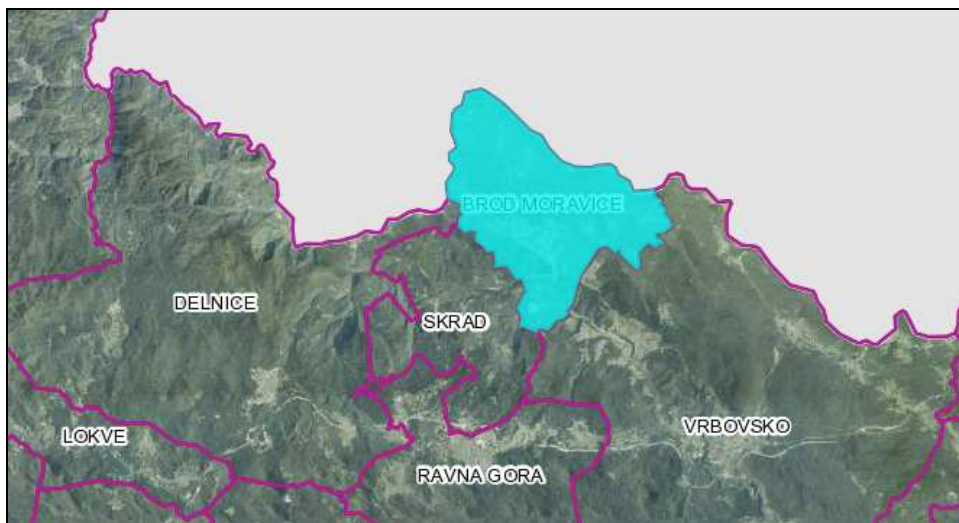 BROD MORAVICE
DELNICE
SKRAD
LOKVE
VRBOVSKO
RAVNA GORA